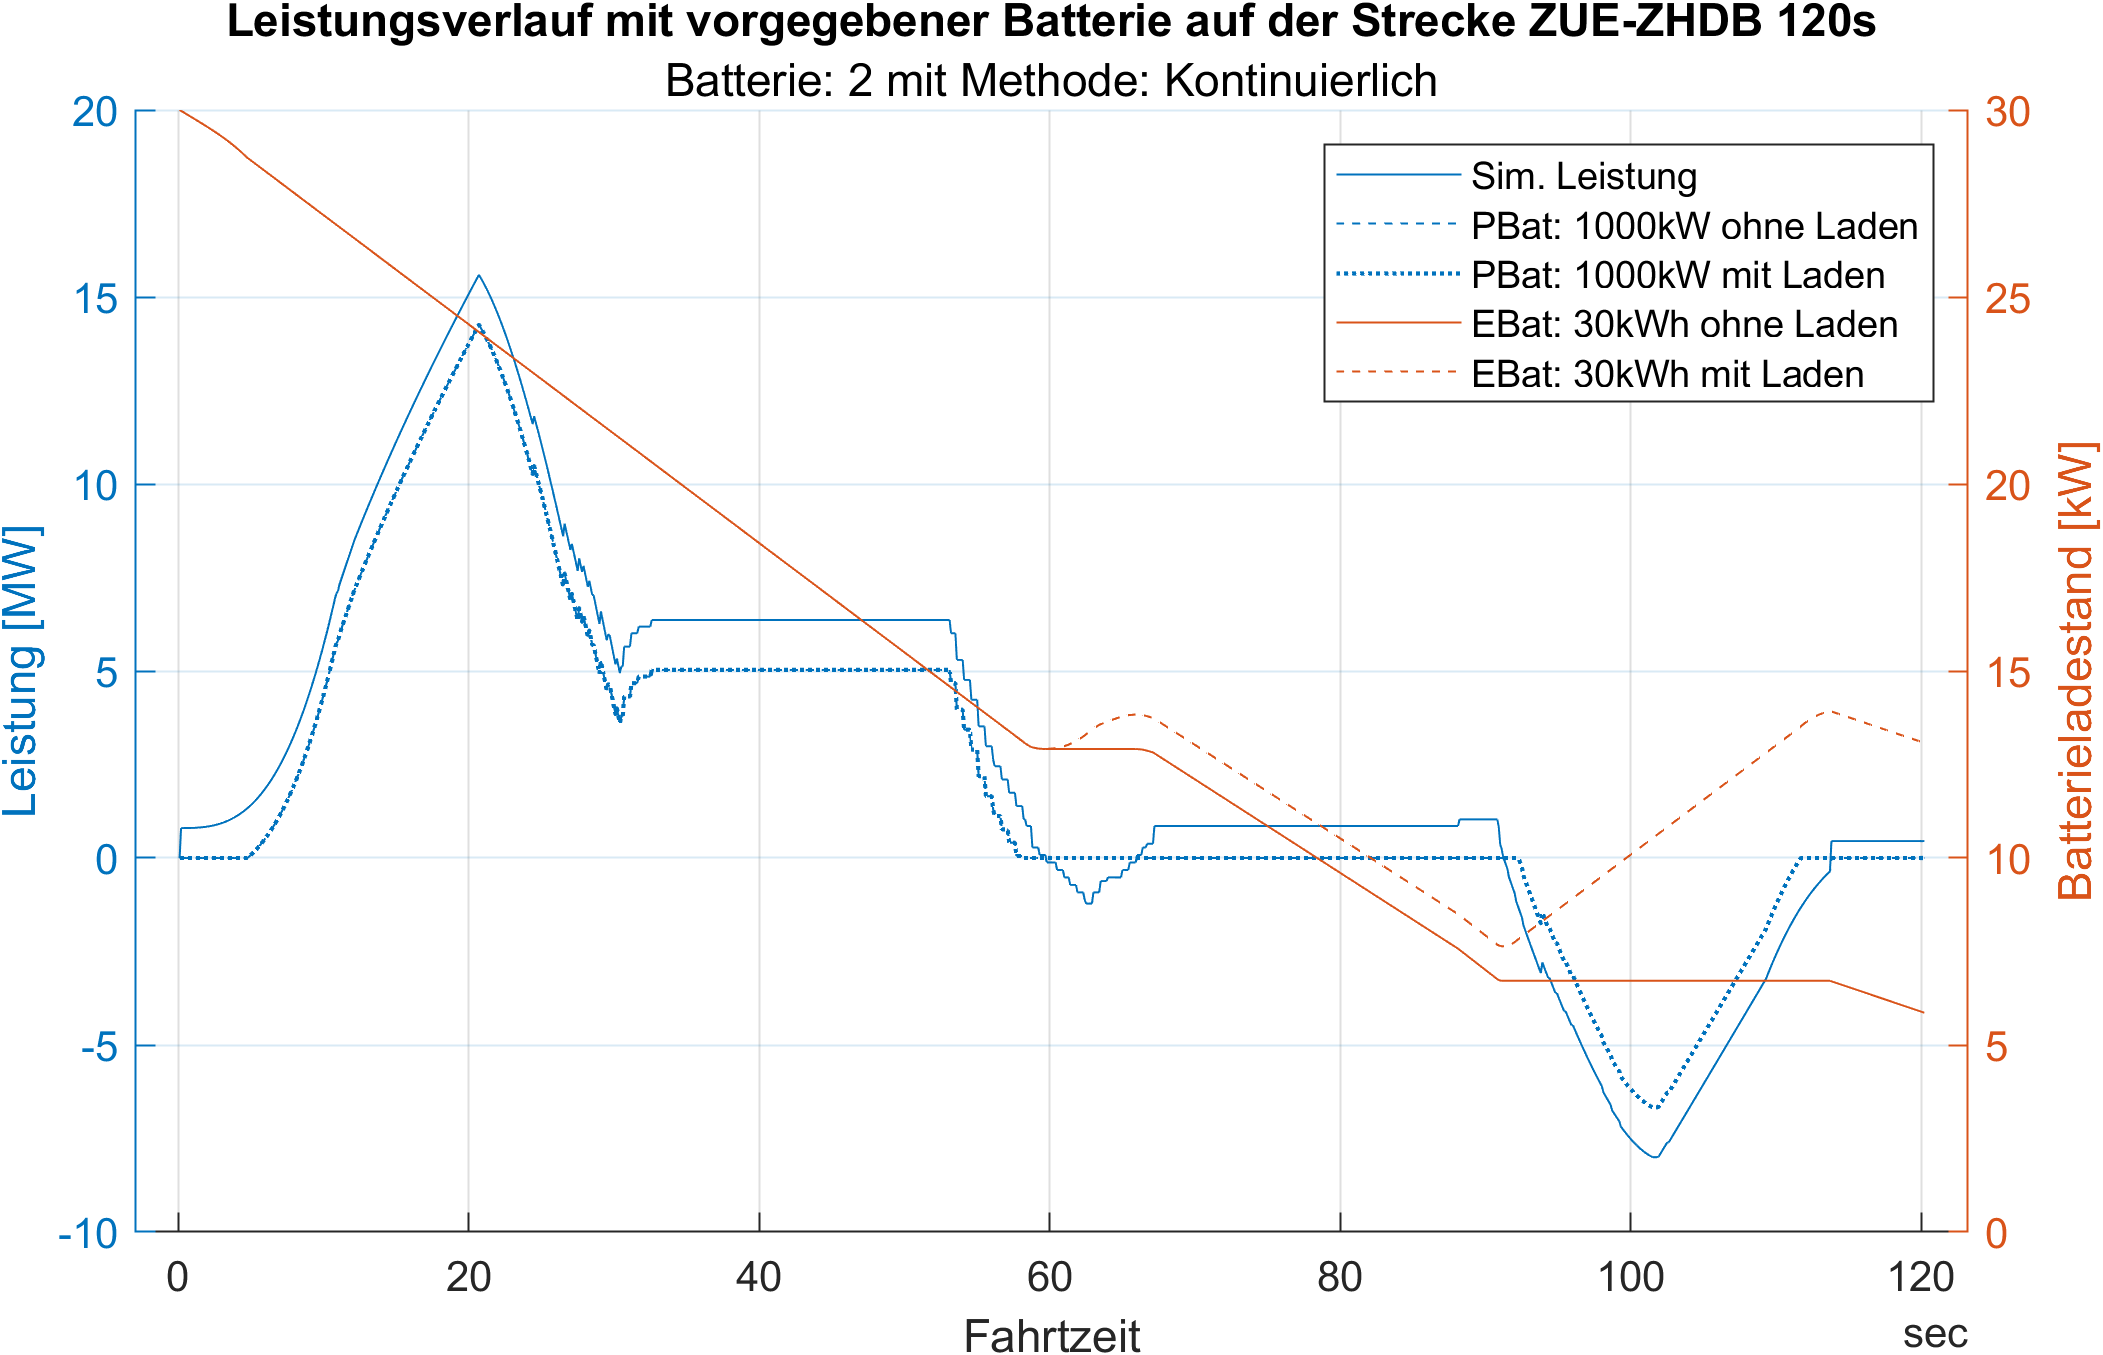 Leistungsverlauf mit vorgegebener Batterie auf der Strecke ZUE-ZHDB 120s
Batterie: 2 mit Methode: Kontinuierlich
Leistung [MW]
20
15
10
5
0
-5
-10
Sim. Leistung
PBat: 1000kW ohne Laden
PBat: 1000kW mit Laden
EBat: 30kWh ohne Laden
EBat: 30kWh mit Laden
30
25
20
15
10
5
0
Batterieladestand [kW]
0 20 40 60 80 100 120
Fahrtzeit
sec